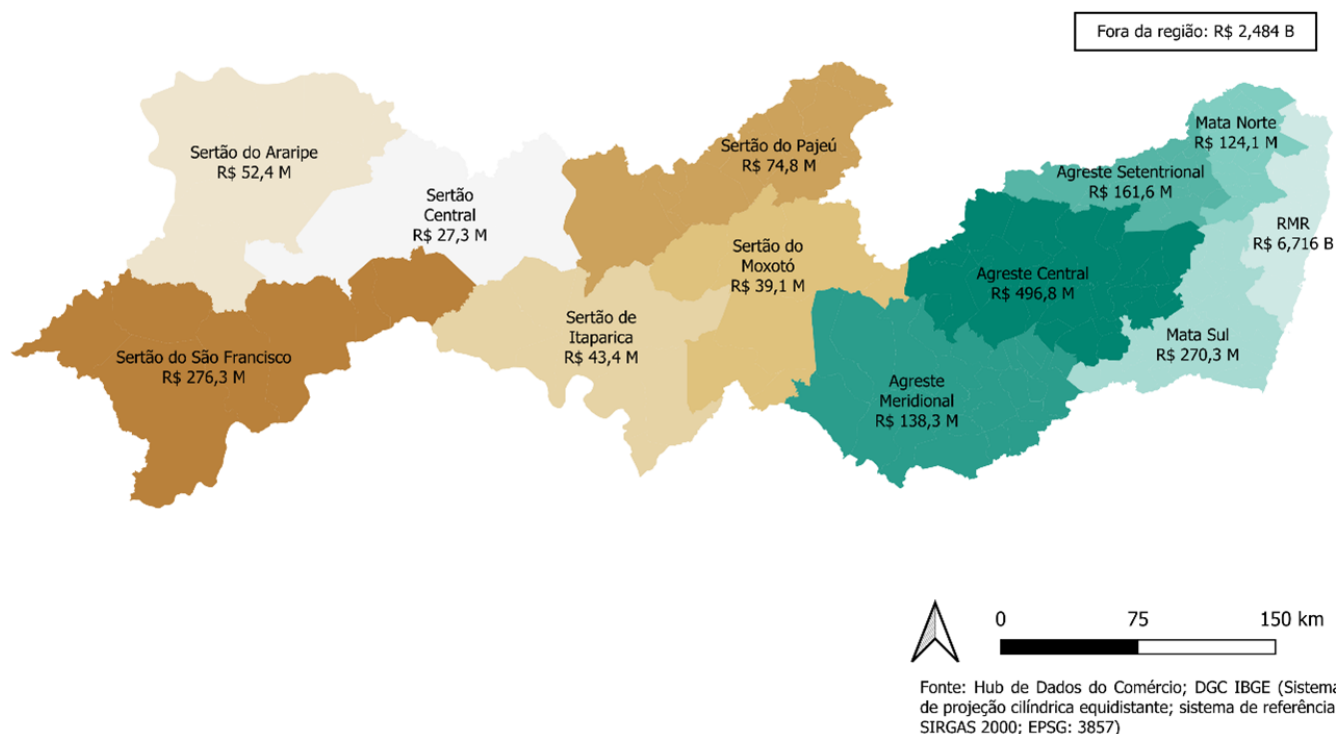 Fora da região: R$ 2,484 B
Mata Norte
R$ 124,1 M
Sertão do Pajeú
R$ 74,8 M
Sertão do Araripe
R$ 52,4 M
Agreste Setentrional
R$ 161,6 M
Sertão
Central
R$ 27,3 M
RMR
R$ 6,716 B
Sertão do
Moxotó
R$ 39,1 M
Agreste Central
R$ 496,8 M
Sertão de
Itaparica
R$ 43,4 M
Mata Sul
R$ 270,3 M
Sertão do São Francisco
R$ 276,3 M
Agreste
Meridional
R$ 138,3 M
0 75 150 km
Fonte: Hub de Dados do Comércio; DGC IBGE (Sistema
de projeção cilíndrica equidistante; sistema de referência
SIRGAS 2000; EPSG: 3857)